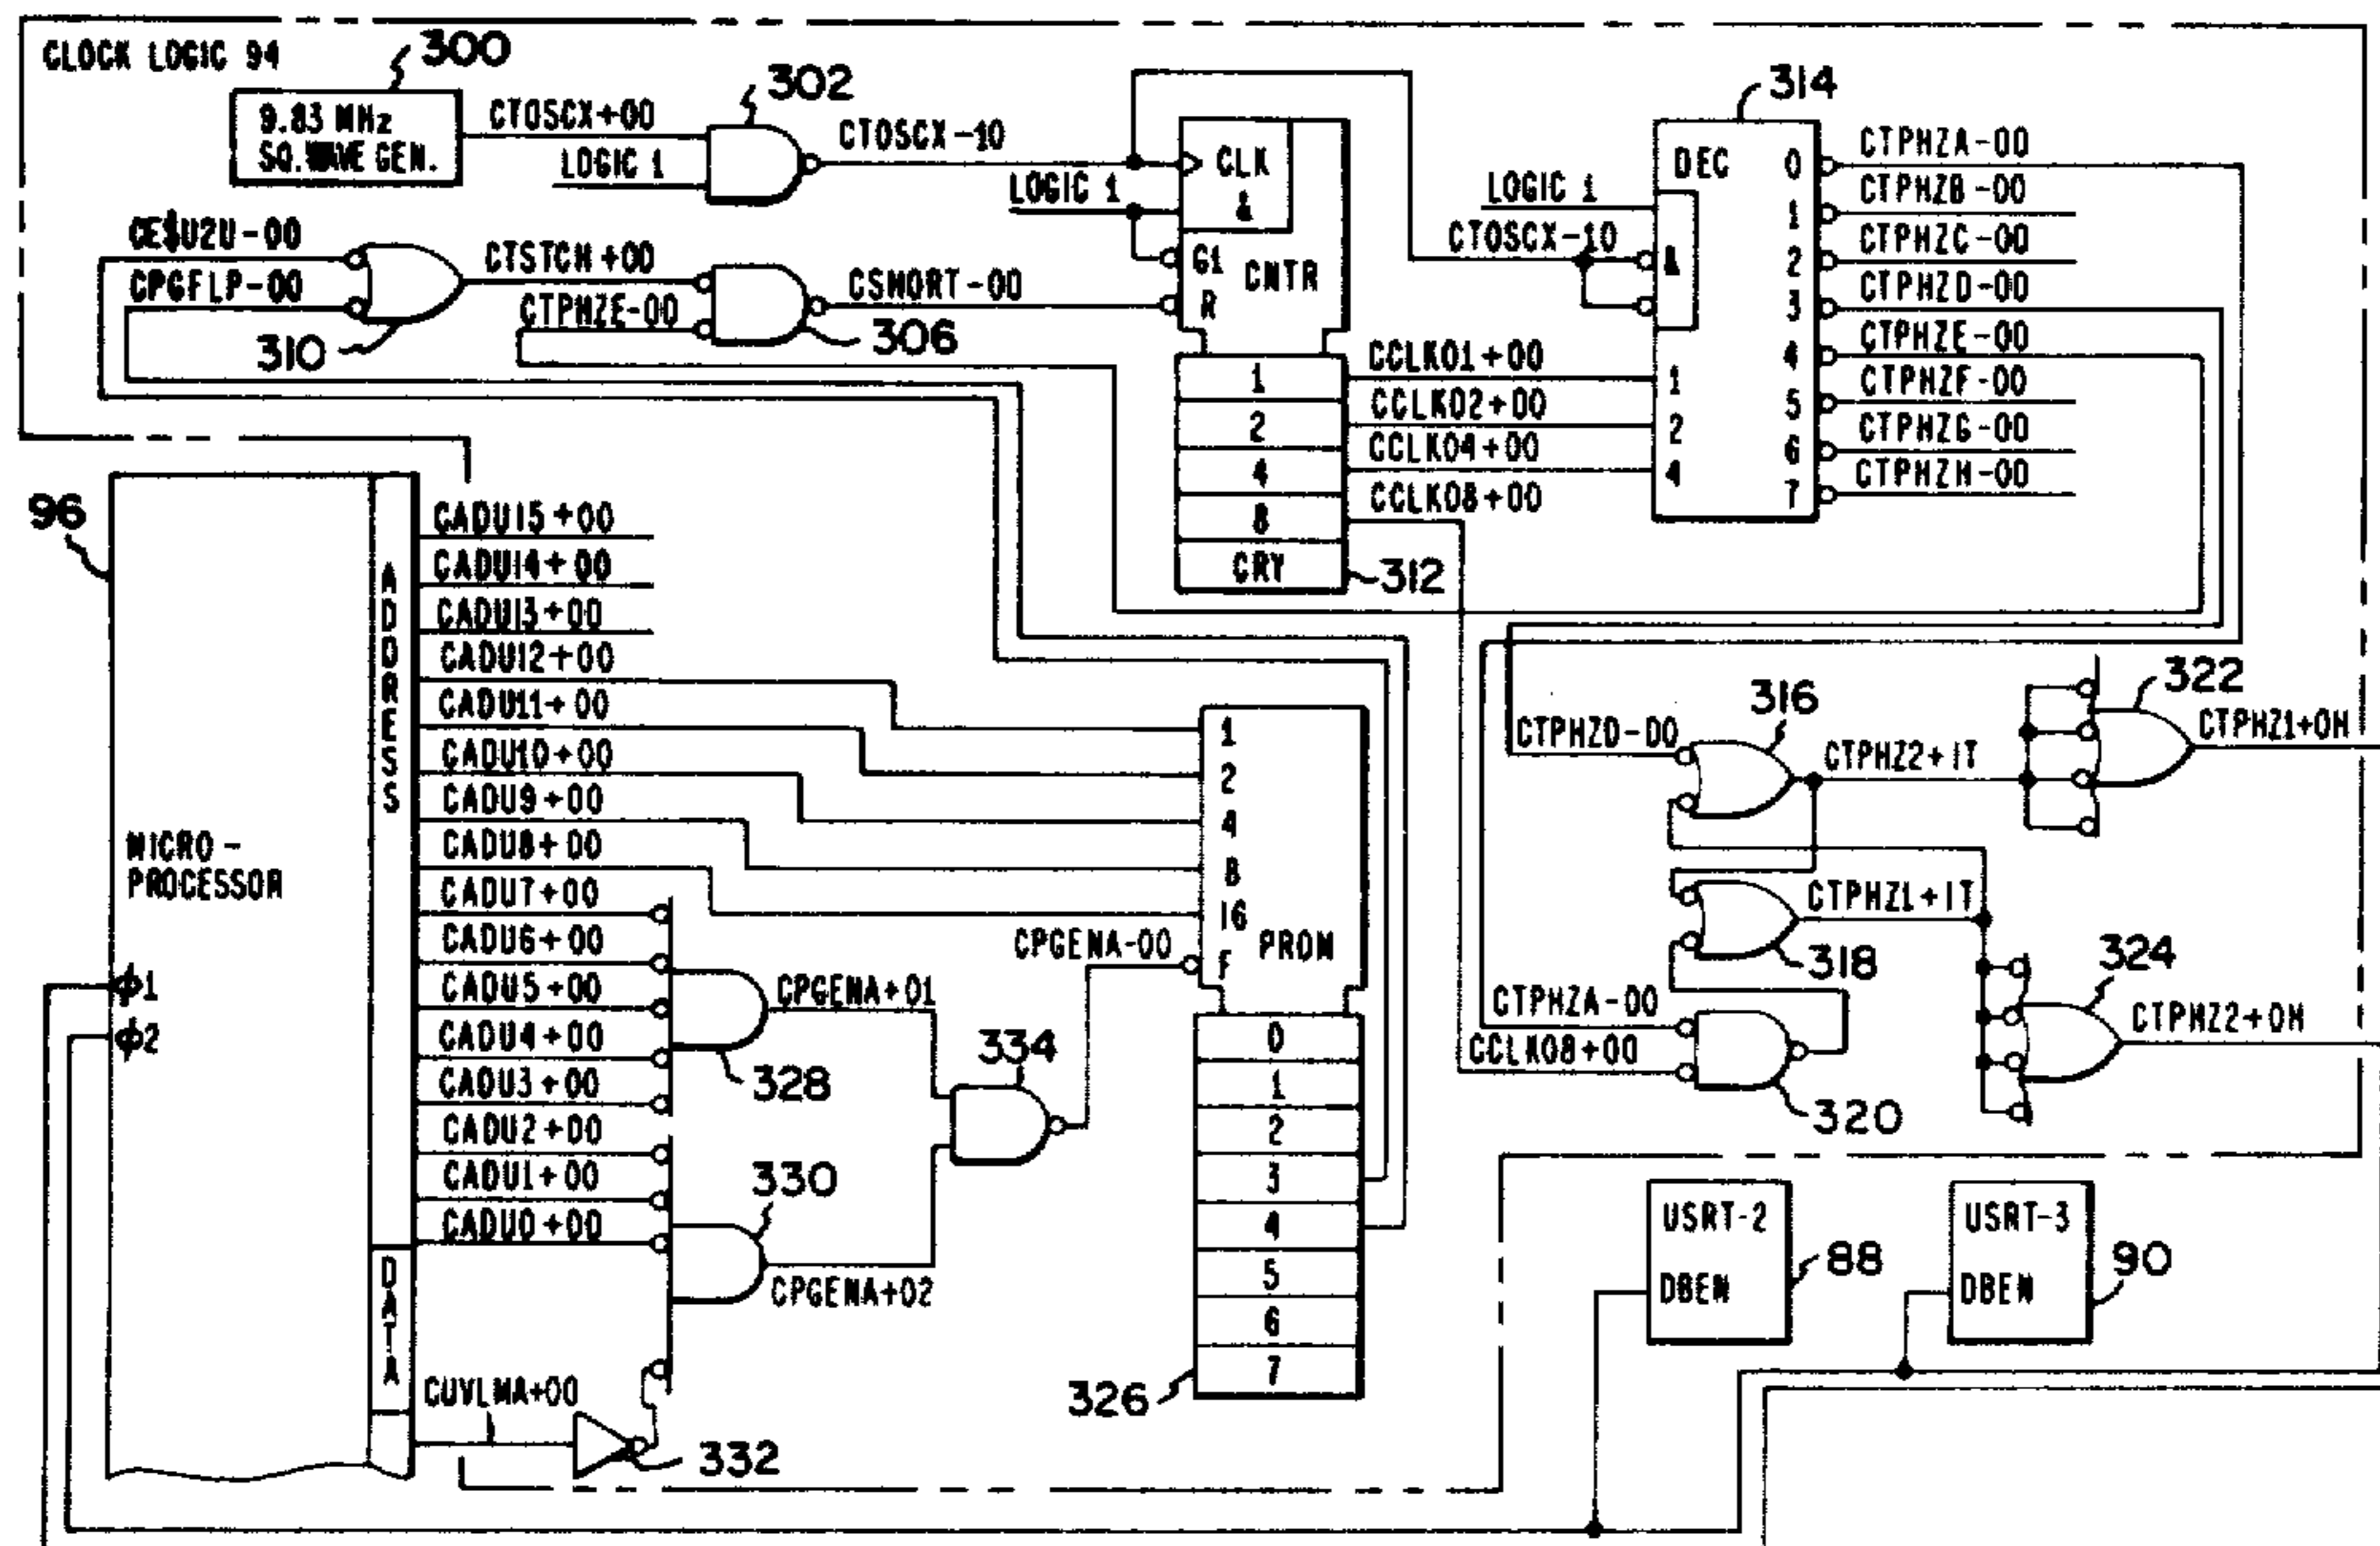 CLOCK LOGIC 94
300
9.83 MHz
SQ. WAVE GEN.
CTOSCX+00
LOGIC 1
302
CTOSCX-10
LOGIC 1
CLK
&
G1
R
CNTR
314
LOGIC 1
CTOSCX-10
DEC
&
0
1
2
3
4
5
6
7
1
2
4
CTPHZA-00
CTPHZB-00
CTPHZC-00
CTPHZD-00
CTPHZE-00
CTPHZF-00
CTPHZG-00
CTPHZH-00
CPGFLP-00
310
CTSTCH+00
CTPHZE-00
306
CSHORT-00
1
2
4
8
CRY
312
CCLK01+00
CCLK02+00
CCLK04+00
CCLK08+00
96
MICRO-
PROCESSOR
ϕ1
ϕ2
ADDRESS
DATA
CADU15+00
CADU14+00
CADU13+00
CADU12+00
CADU11+00
CADU10+00
CADU9+00
CADU8+00
CADU7+00
CADU6+00
CADU5+00
CADU4+00
CADU3+00
CADU2+00
CADU1+00
CADU0+00
CUVLMA+00
332
328
CPGENA+01
330
CPGENA+02
334
CPGENA-00
1
2
4
8
16
F
PROM
0
1
2
3
4
5
6
7
326
CTPHZD-00
316
CTPHZ2+1T
322
CTPHZ1+0H
318
CTPHZ1+1T
324
CTPHZ2+0H
CTPHZA-00
CCLK08+00
320
USRT-2
DBEN
88
USRT-3
DBEN
90